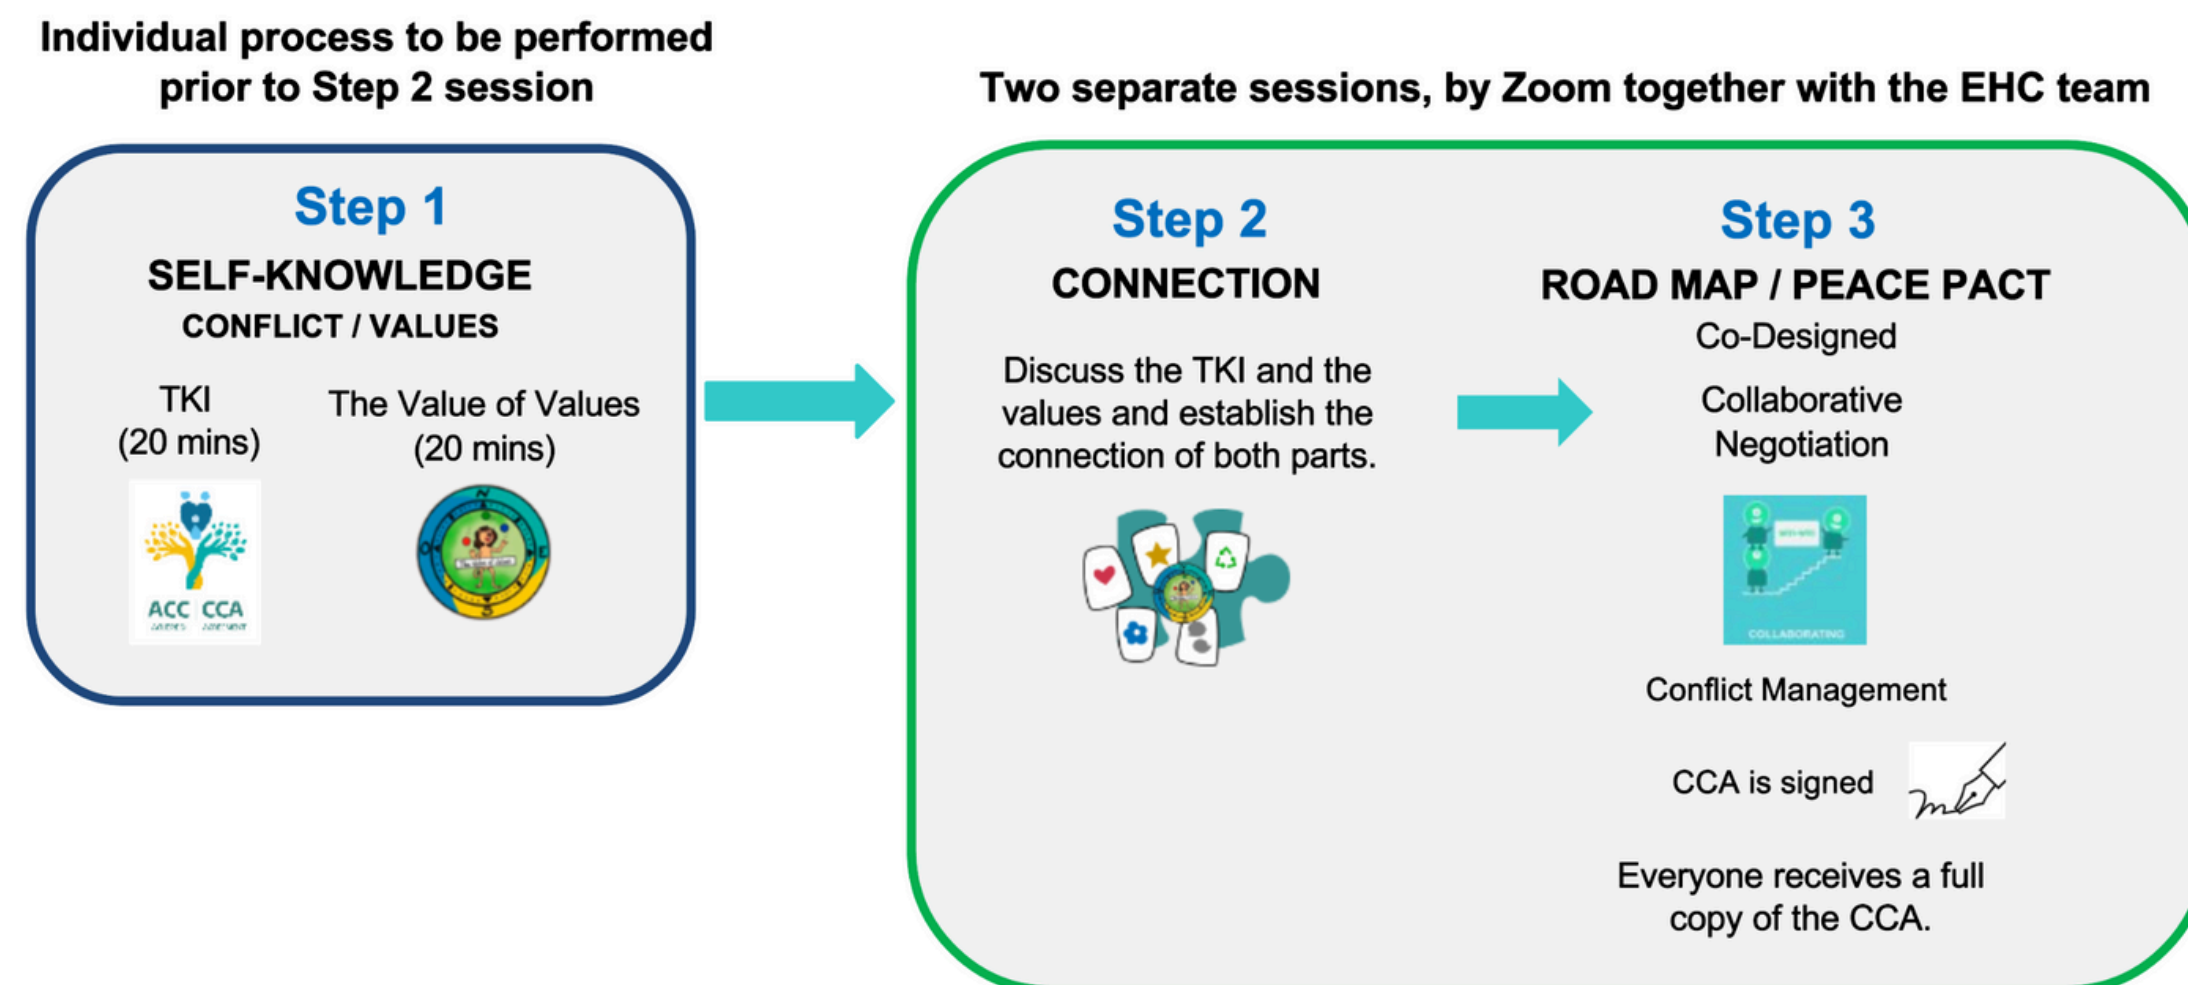 Individual process to be performed
prior to Step 2 session
Step 1
SELF-KNOWLEDGE
CONFLICT / VALUES
TKI
(20 mins)
The Value of Values
(20 mins)
ACC CCA
Two separate sessions, by Zoom together with the EHC team
Step 2
CONNECTION
Discuss the TKI and the
values and establish the
connection of both parts.
Step 3
ROAD MAP / PEACE PACT
Co-Designed
Collaborative
Negotiation
COLLABORATING
Conflict Management
CCA is signed
Everyone receives a full
copy of the CCA.